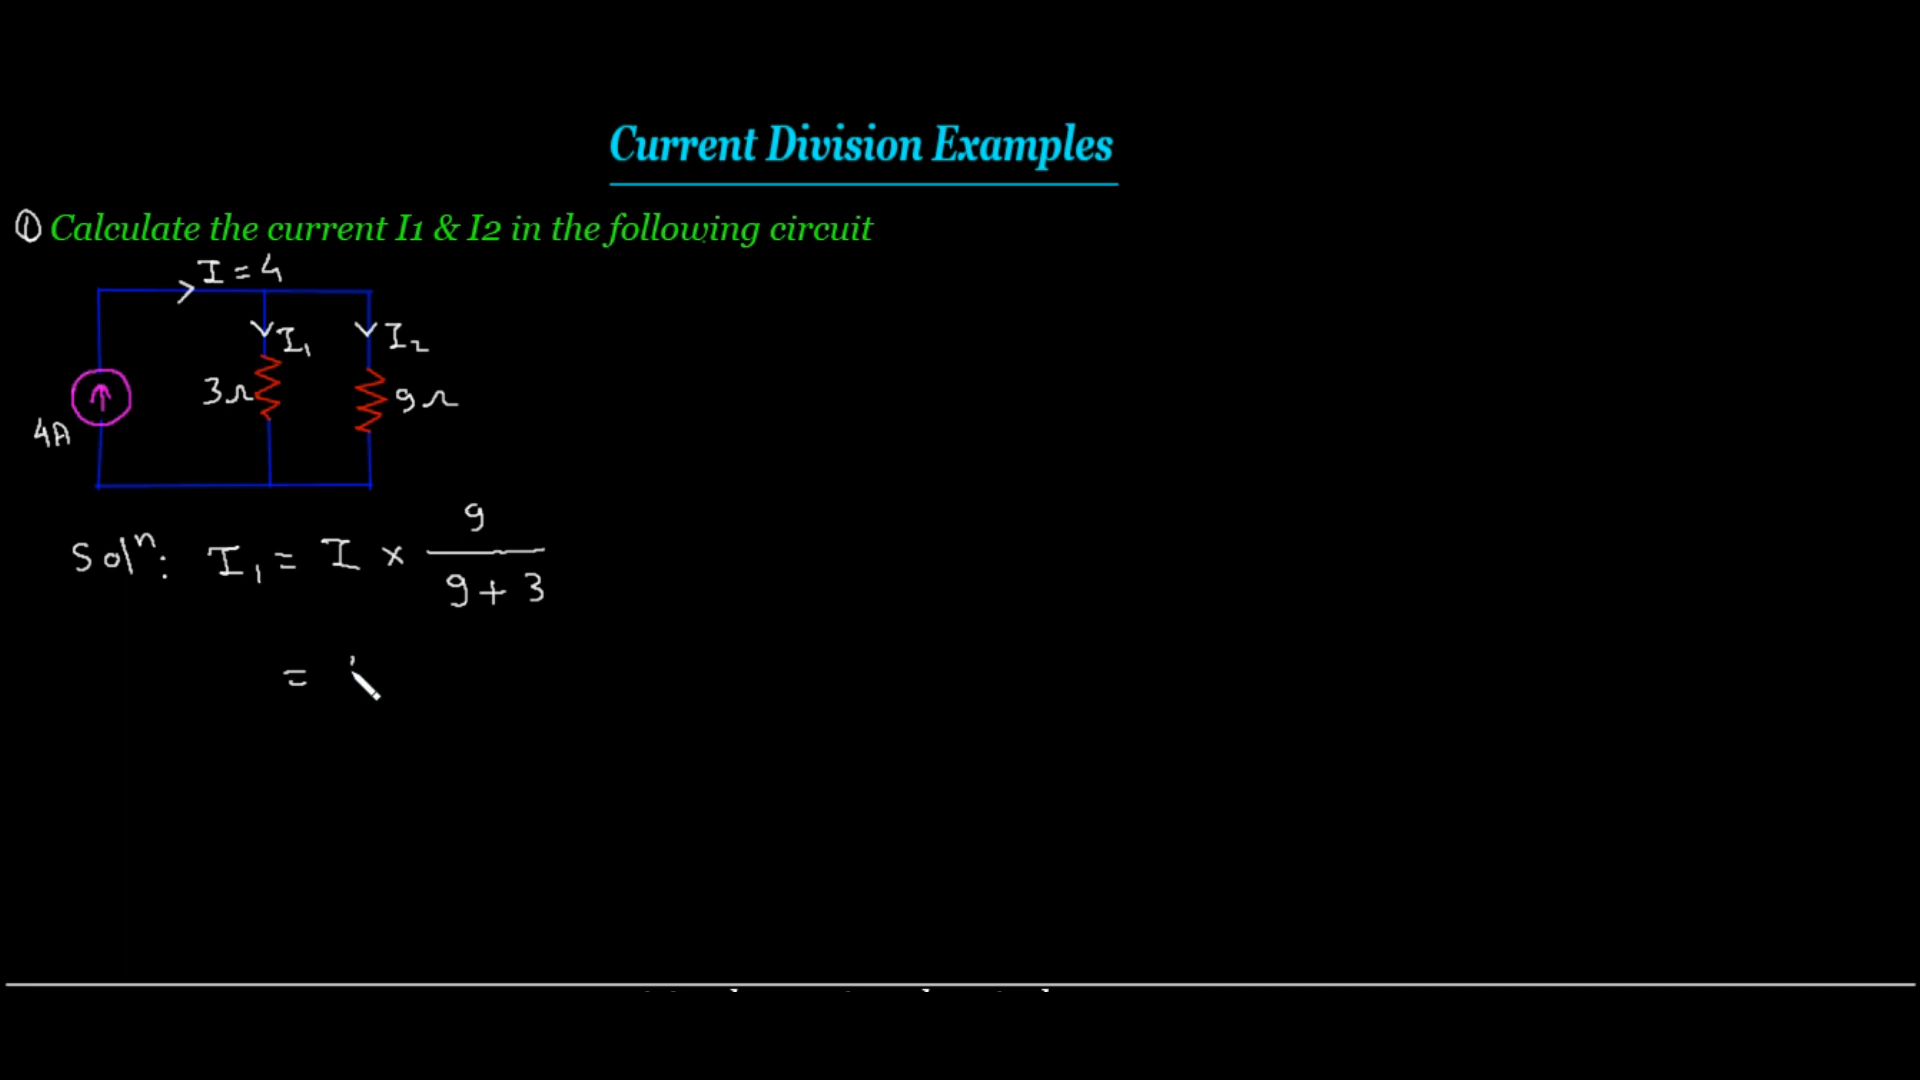 Current Division Examples
① Calculate the current I1 & I2 in the following circuit
I = 4
I₁
I₂
3Ω
9Ω
4A
Solⁿ: I₁ = I × 9 / (9 + 3)
=